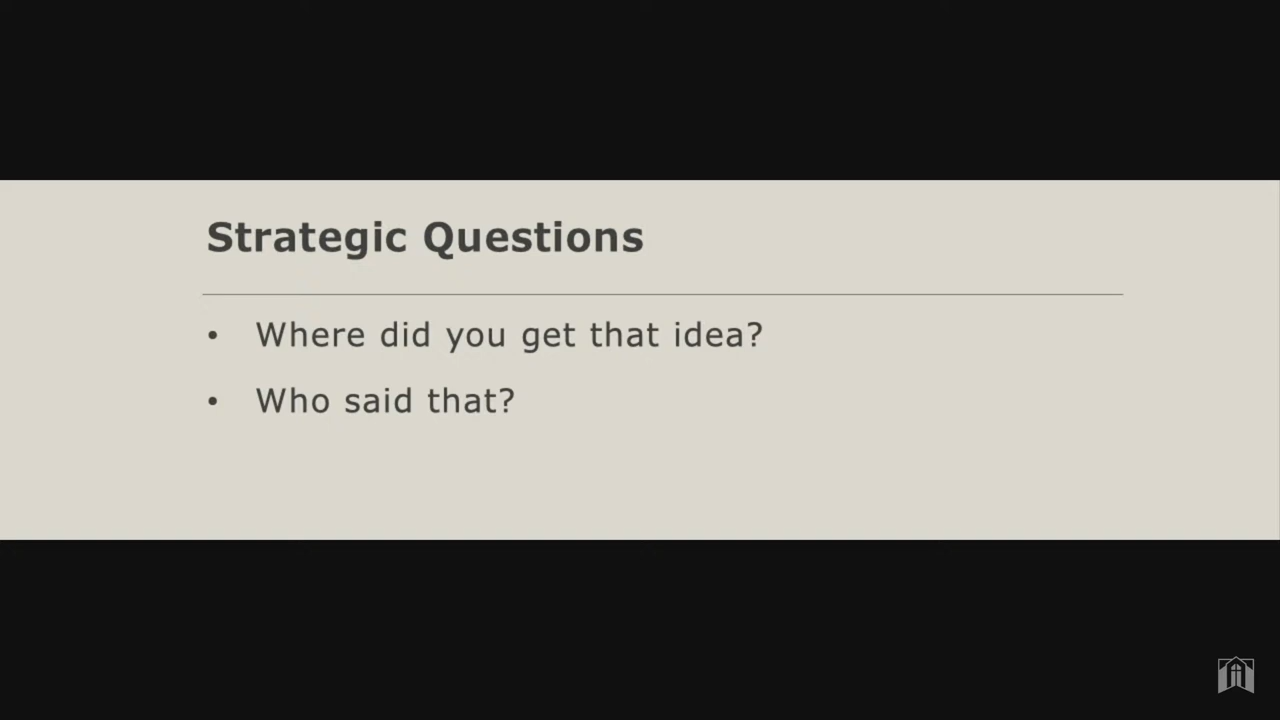 Strategic Questions
• Where did you get that idea?
• Who said that?